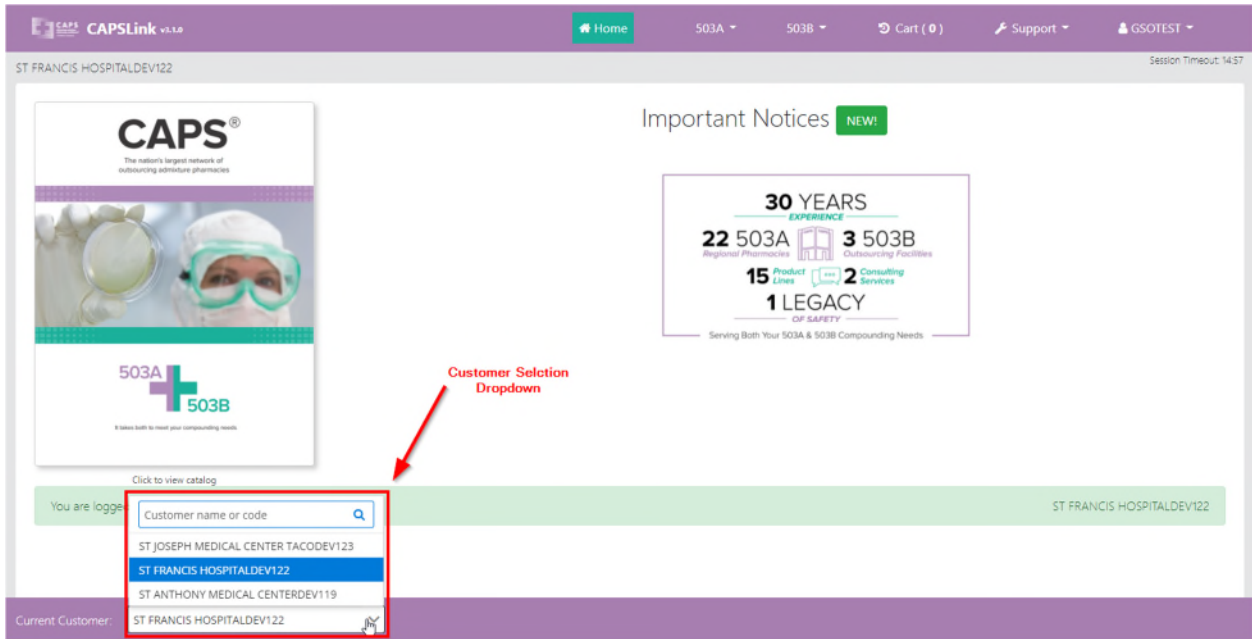 CAPS CAPSLink v3.1.0
Home
503A
503B
Cart ( 0 )
Support
GSOTEST
ST FRANCIS HOSPITALDEV122
Session Timeout: 14:57
CAPS®
The nation's largest network of
outsourcing admixture pharmacies
503A
503B
It takes both to meet your compounding needs
Click to view catalog
Important Notices NEW!
30 YEARS
EXPERIENCE
22 503A 3 503B
Regional Pharmacies Outsourcing Facilities
15 Product Lines 2 Consulting Services
1 LEGACY
OF SAFETY
Serving Both Your 503A & 503B Compounding Needs
Customer Selction
Dropdown
You are logge
ST FRANCIS HOSPITALDEV122
Customer name or code
ST JOSEPH MEDICAL CENTER TACODEV123
ST FRANCIS HOSPITALDEV122
ST ANTHONY MEDICAL CENTERDEV119
Current Customer: ST FRANCIS HOSPITALDEV122